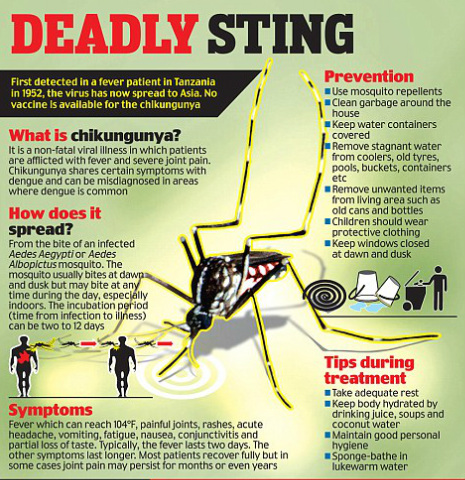 DEADLY STING
First detected in a fever patient in Tanzania
in 1952, the virus has now spread to Asia. No
vaccine is available for the chikungunya
What is chikungunya?
It is a non-fatal viral illness in which patients
are afflicted with fever and severe joint pain.
Chikungunya shares certain symptoms with
dengue and can be misdiagnosed in areas
where dengue is common
How does it
spread?
From the bite of an infected
Aedes Aegypti or Aedes
Albopictus mosquito. The
mosquito usually bites at dawn
and dusk but may bite at any
time during the day, especially
indoors. The incubation period
(time from infection to illness)
can be two to 12 days
Symptoms
Fever which can reach 104°F, painful joints, rashes, acute
headache, vomiting, fatigue, nausea, conjunctivitis and
partial loss of taste. Typically, the fever lasts two days. The
other symptoms last longer. Most patients recover fully but in
some cases joint pain may persist for months or even years
Prevention
Use mosquito repellents
Clean garbage around the
house
Keep water containers
covered
Remove stagnant water
from coolers, old tyres,
pools, buckets, containers
etc
Remove unwanted items
from living area such as
old cans and bottles
Children should wear
protective clothing
Keep windows closed
at dawn and dusk
Tips during
treatment
Take adequate rest
Keep body hydrated by
drinking juice, soups and
coconut water
Maintain good personal
hygiene
Sponge-bathe in
lukewarm water